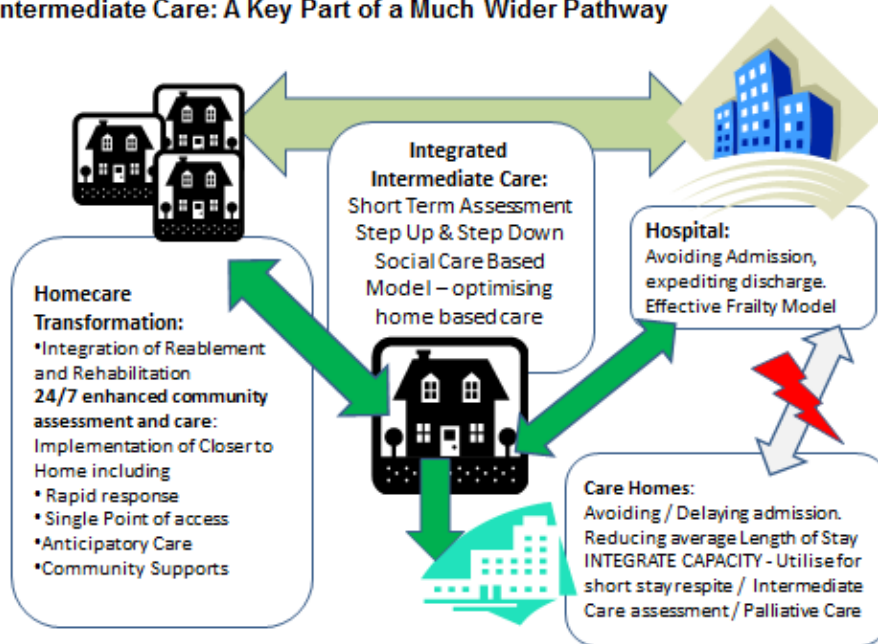 ntermediate Care: A Key Part of a Much Wider Pathway
Integrated
Intermediate Care:
Short Term Assessment
Step Up & Step Down
Social Care Based
Model – optimising
home based care
Hospital:
Avoiding Admission,
expediting discharge.
Effective Frailty Model
Homecare
Transformation:
•Integration of Reablement
and Rehabilitation
24/7 enhanced community
assessment and care:
Implementation of Closer to
Home including
• Rapid response
• Single Point of access
•Anticipatory Care
•Community Supports
Care Homes:
Avoiding / Delaying admission.
Reducing average Length of Stay
INTEGRATE CAPACITY - Utilise for
short stay respite / Intermediate
Care assessment / Palliative Care